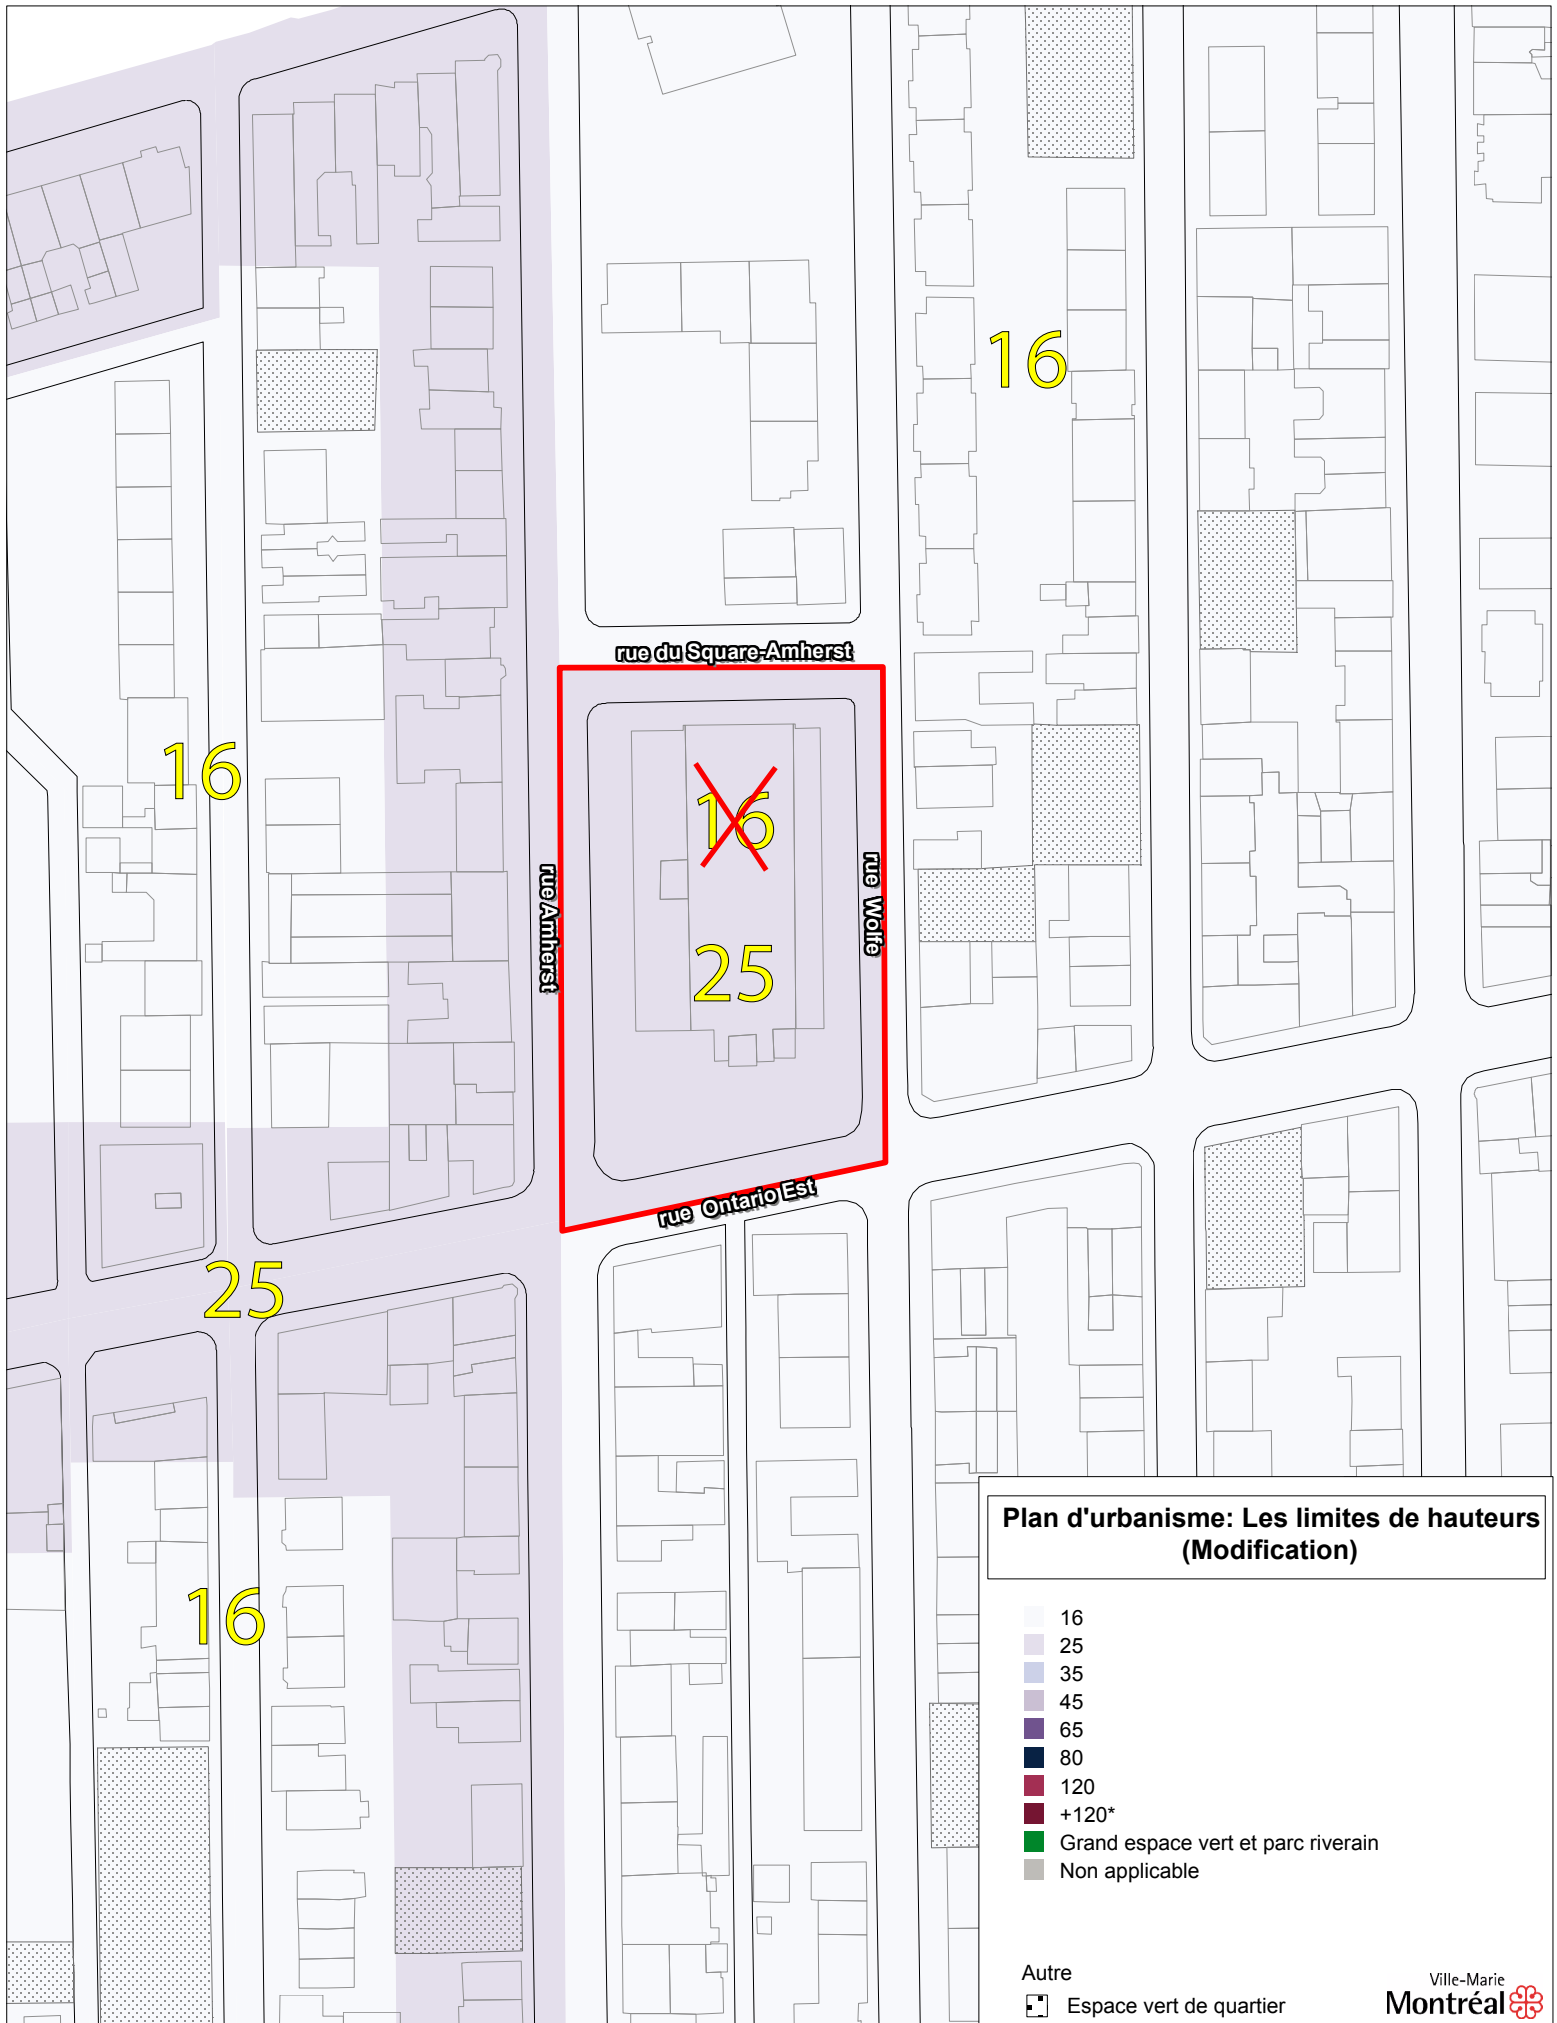 16
rue du Square-Amherst
16
16
rue Amherst
rue Wolfe
25
rue Ontario Est
25
16
Plan d'urbanisme: Les limites de hauteurs
(Modification)
16
25
35
45
65
80
120
+120*
Grand espace vert et parc riverain
Non applicable
Autre
Espace vert de quartier
Ville-Marie
Montréal